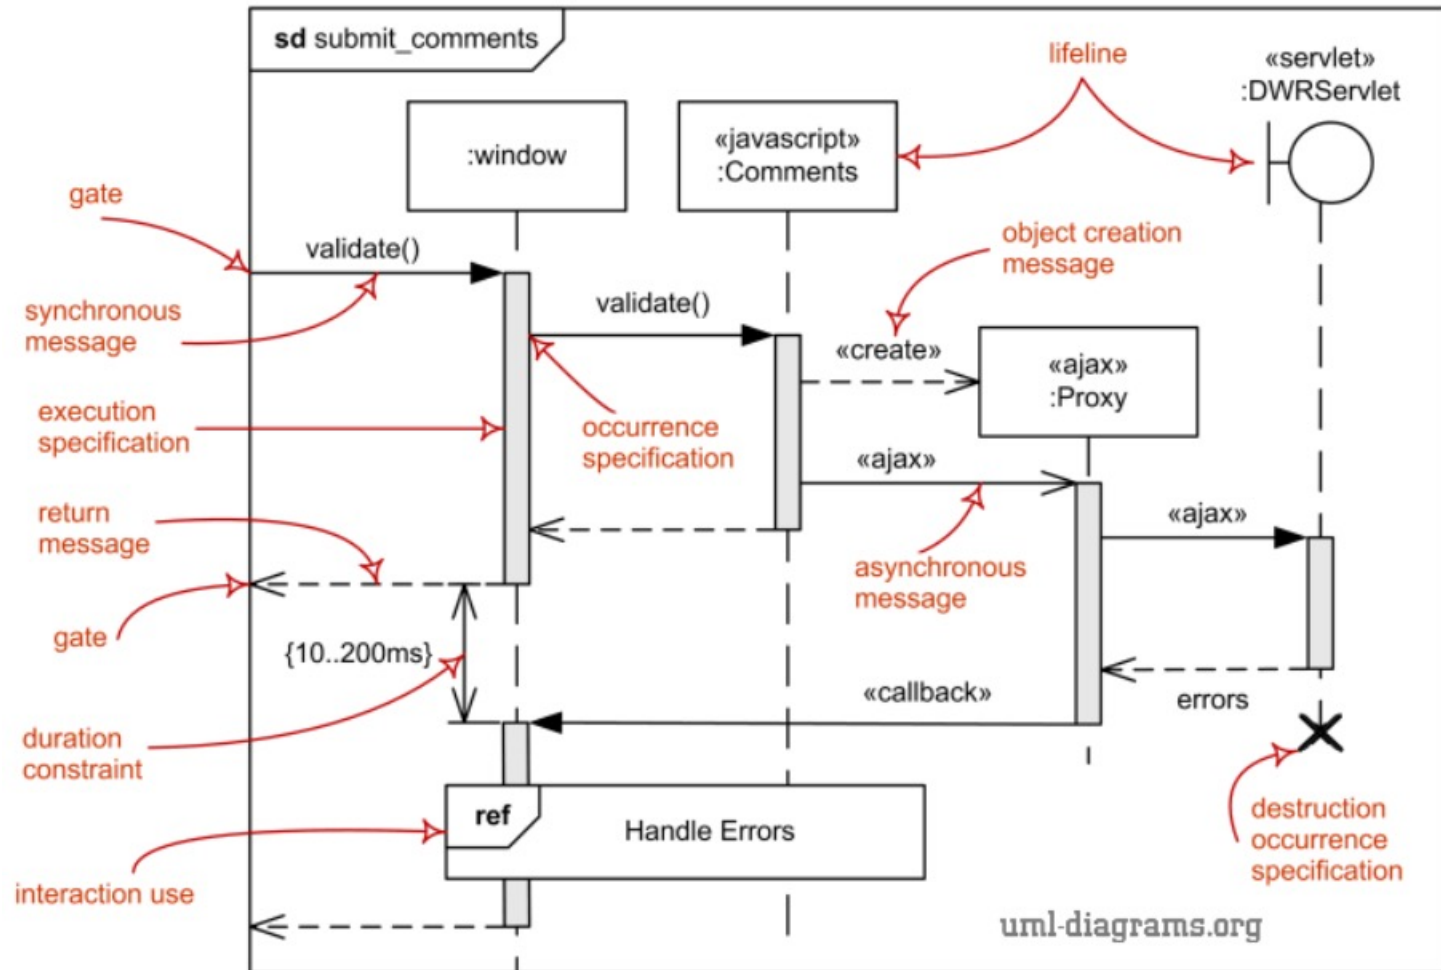 sd submit_comments
lifeline
«servlet»
:DWRServlet
:window
«javascript»
:Comments
gate
validate()
object creation
message
synchronous
message
validate()
«create»
«ajax»
:Proxy
execution
specification
occurrence
specification
«ajax»
return
message
«ajax»
asynchronous
message
gate
{10..200ms}
«callback»
errors
duration
constraint
ref
Handle Errors
destruction
occurrence
specification
interaction use
uml-diagrams.org